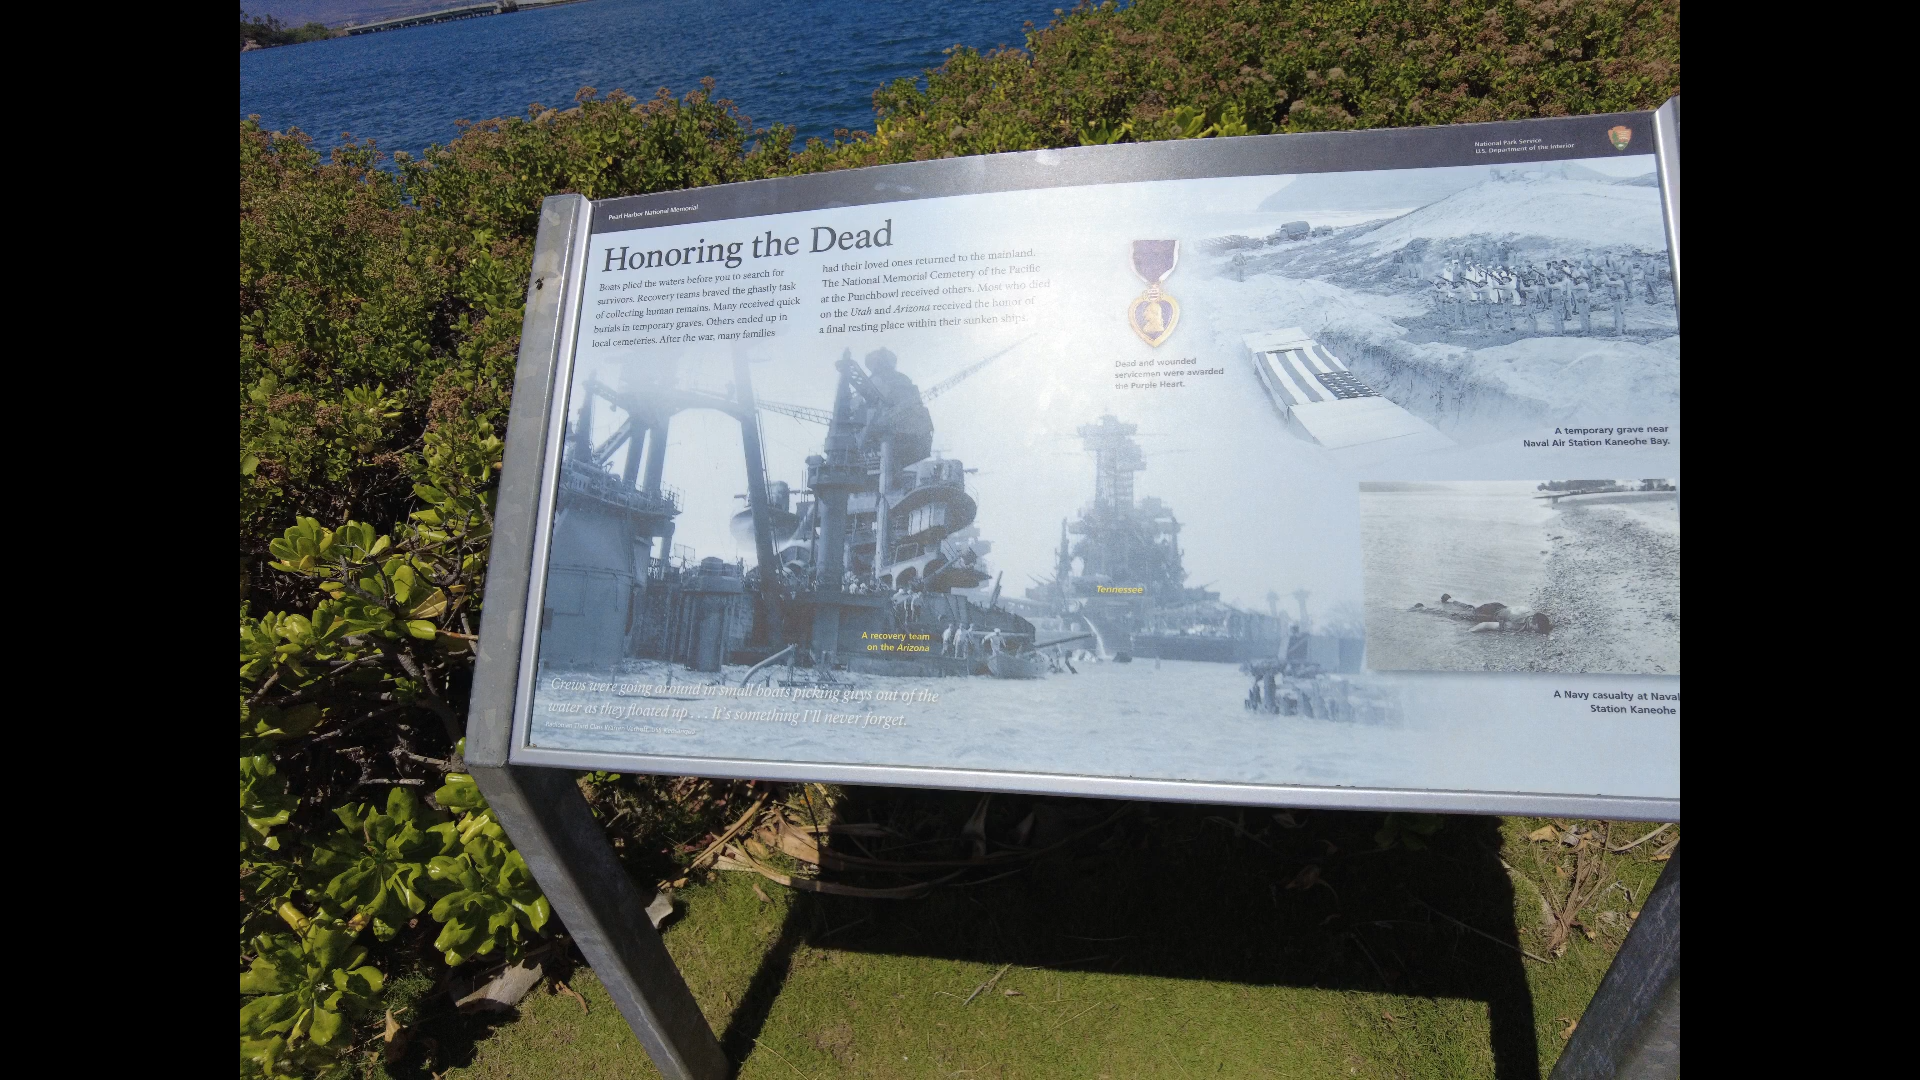 Pearl Harbor National Memorial
National Park Service
U.S. Department of the Interior
Honoring the Dead
Boats plied the waters before you to search for
survivors. Recovery teams braved the ghastly task
of collecting human remains. Many received quick
burials in temporary graves. Others ended up in
local cemeteries. After the war, many families
had their loved ones returned to the mainland.
The National Memorial Cemetery of the Pacific
at the Punchbowl received others. Most who died
on the Utah and Arizona received the honor of
a final resting place within their sunken ships.
Dead and wounded
servicemen were awarded
the Purple Heart.
A temporary grave near
Naval Air Station Kaneohe Bay.
Tennessee
A recovery team
on the Arizona
A Navy casualty at Naval
Station Kaneohe
Crews were going around in small boats picking guys out of the
water as they floated up . . . It's something I'll never forget.
Third Class